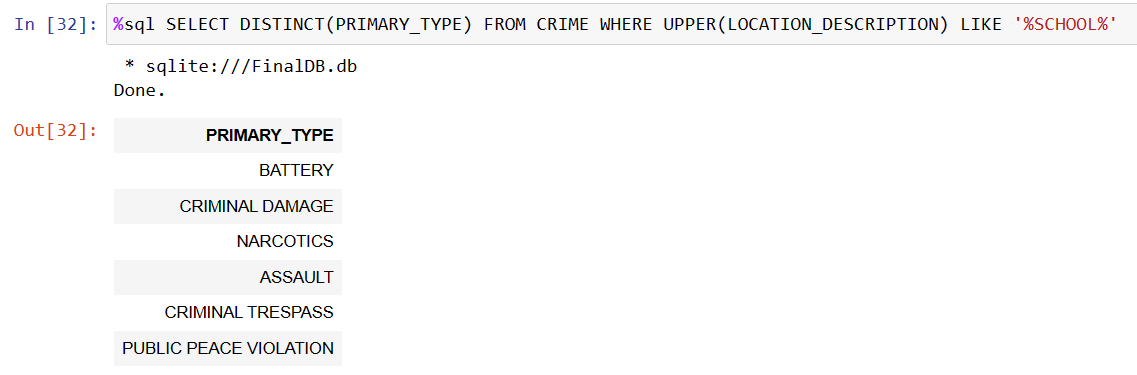 In [32]: %sql SELECT DISTINCT(PRIMARY_TYPE) FROM CRIME WHERE UPPER(LOCATION_DESCRIPTION) LIKE '%SCHOOL%'
* sqlite:///FinalDB.db
Done.
Out[32]: PRIMARY_TYPE
BATTERY
CRIMINAL DAMAGE
NARCOTICS
ASSAULT
CRIMINAL TRESPASS
PUBLIC PEACE VIOLATION